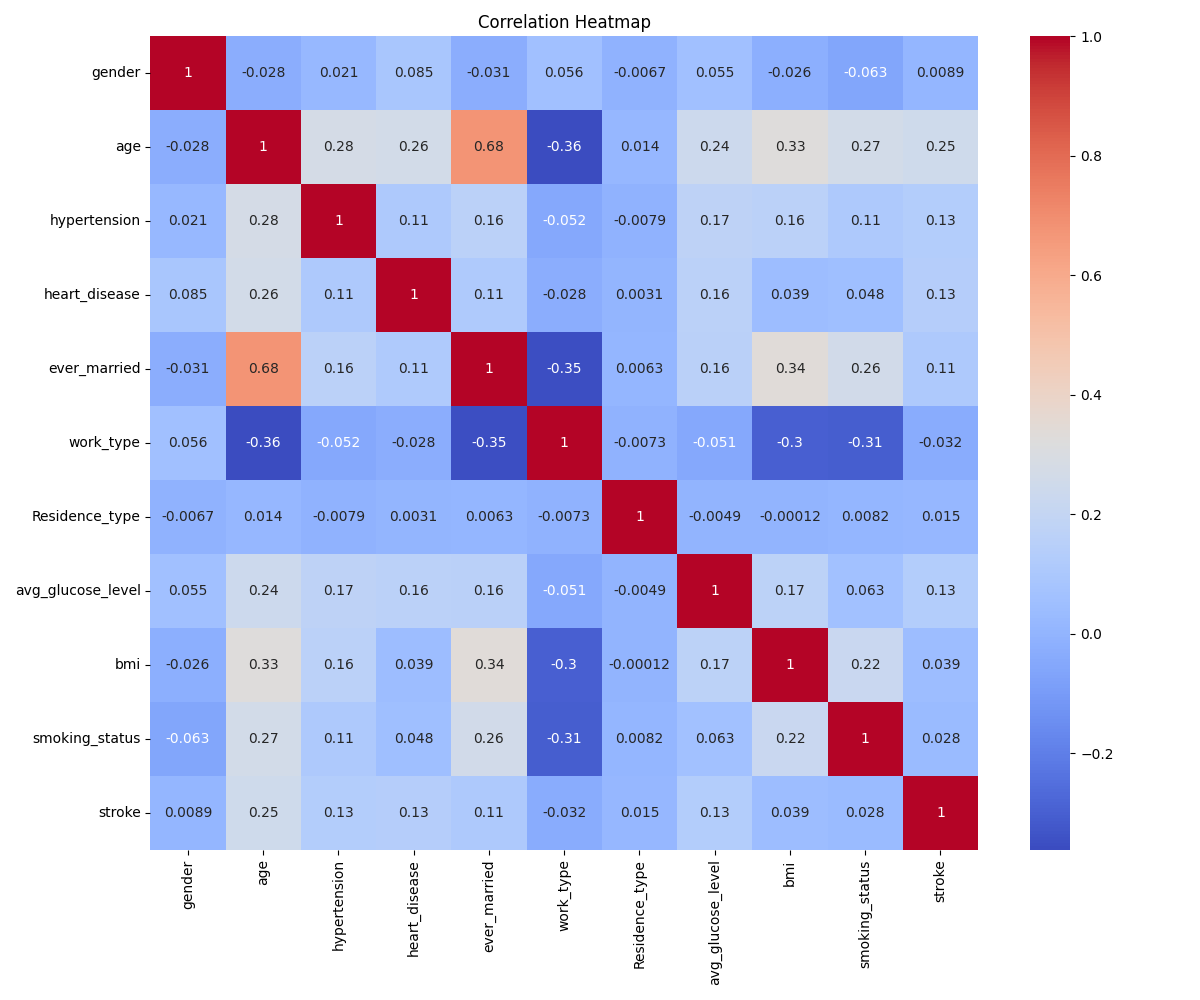 Correlation Heatmap
gender 1 -0.028 0.021 0.085 -0.031 0.056 -0.0067 0.055 -0.026 -0.063 0.0089
age -0.028 1 0.28 0.26 0.68 -0.36 0.014 0.24 0.33 0.27 0.25
hypertension 0.021 0.28 1 0.11 0.16 -0.052 -0.0079 0.17 0.16 0.11 0.13
heart_disease 0.085 0.26 0.11 1 0.11 -0.028 0.0031 0.16 0.039 0.048 0.13
ever_married -0.031 0.68 0.16 0.11 1 -0.35 0.0063 0.16 0.34 0.26 0.11
work_type 0.056 -0.36 -0.052 -0.028 -0.35 1 -0.0073 -0.051 -0.3 -0.31 -0.032
Residence_type -0.0067 0.014 -0.0079 0.0031 0.0063 -0.0073 1 -0.0049 -0.00012 0.0082 0.015
avg_glucose_level 0.055 0.24 0.17 0.16 0.16 -0.051 -0.0049 1 0.17 0.063 0.13
bmi -0.026 0.33 0.16 0.039 0.34 -0.3 -0.00012 0.17 1 0.22 0.039
smoking_status -0.063 0.27 0.11 0.048 0.26 -0.31 0.0082 0.063 0.22 1 0.028
stroke 0.0089 0.25 0.13 0.13 0.11 -0.032 0.015 0.13 0.039 0.028 1
gender age hypertension heart_disease ever_married work_type Residence_type avg_glucose_level bmi smoking_status stroke
1.0
0.8
0.6
0.4
0.2
0.0
−0.2